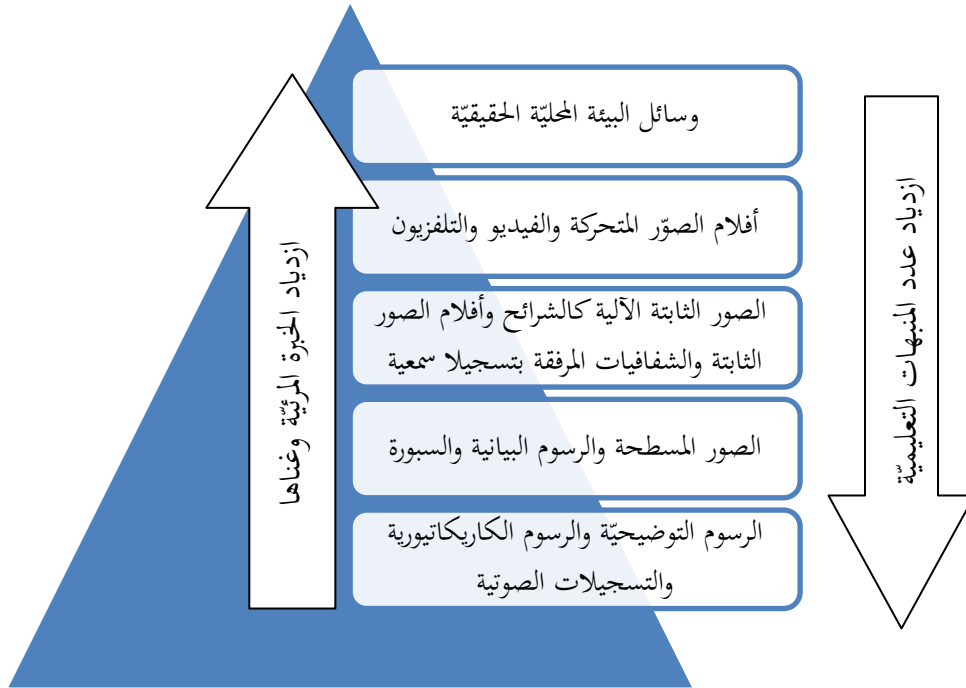 وسائل البيئة المحليّة الحقيقيّة
أفلام الصوّر المتحركة والفيديو والتلفزيون
الصور الثابتة الآلية كالشرائح وأفلام الصور
الثابتة والشفافيات المرفقة بتسجيلا سمعية
الصور المسطحة والرسوم البيانية والسبورة
الرسوم التوضيحيّة والرسوم الكاريكاتيورية
والتسجيلات الصوتية
ازدياد عدد المنبهات التعليميّة
ازدياد الخبرة المرئيّة وغناها